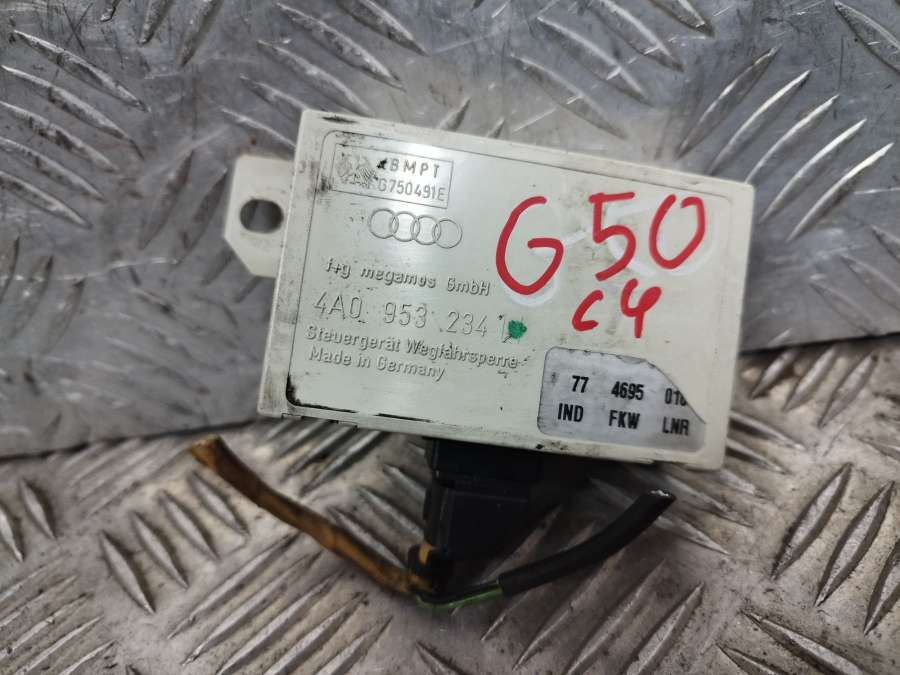 BMPT
G750491E
f+g megamos GmbH
4A0 953 234
Steuergerät Wegfahrsperre
Made in Germany
G50
C4
77 4695
IND FKW LNR